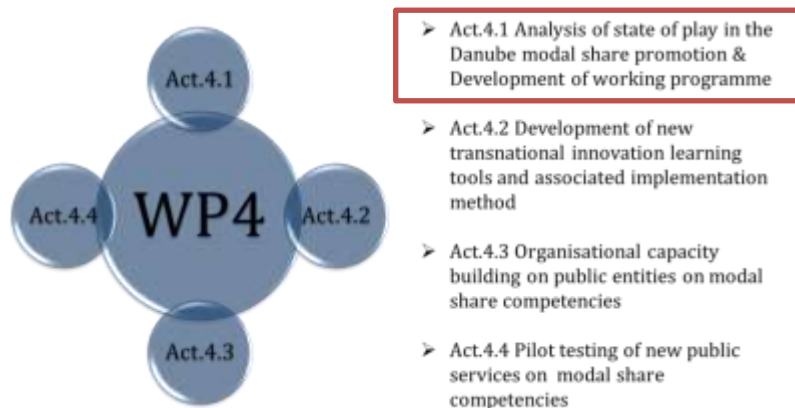 Act.4.1
Act.4.4
WP4
Act.4.2
Act.4.3
➢ Act.4.1 Analysis of state of play in the
Danube modal share promotion &
Development of working programme
➢ Act.4.2 Development of new
transnational innovation learning
tools and associated implementation
method
➢ Act.4.3 Organisational capacity
building on public entities on modal
share competencies
➢ Act.4.4 Pilot testing of new public
services on modal share
competencies